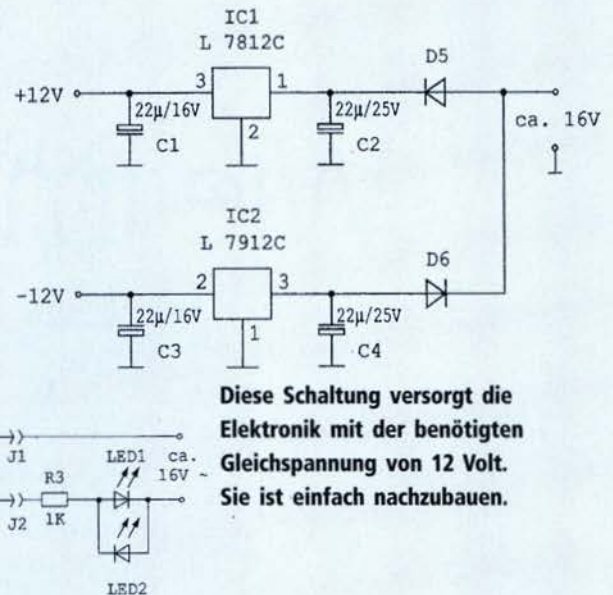 IC1
L 7812C
D5
+12V
3
1
22µ/16V
2
22µ/25V
ca. 16V
C1
C2
IC2
L 7912C
D6
-12V
2
3
22µ/16V
1
22µ/25V
C3
C4
Diese Schaltung versorgt die
Elektronik mit der benötigten
Gleichspannung von 12 Volt.
Sie ist einfach nachzubauen.
J1
LED1
ca.
16V ~
R3
J2
1K
LED2